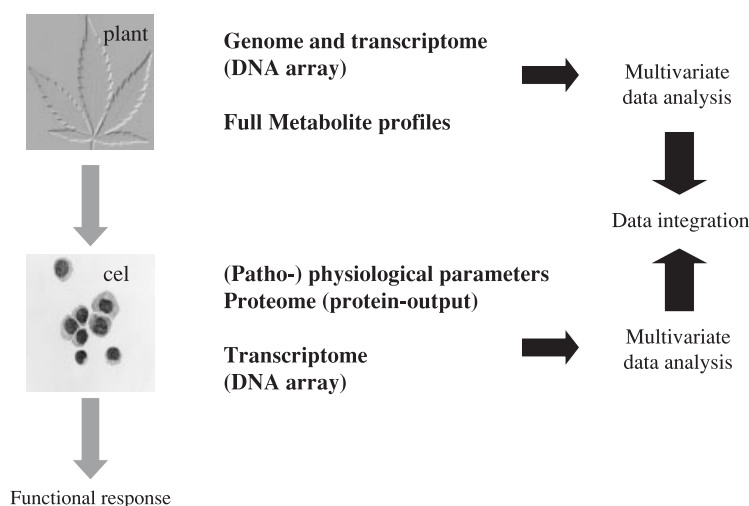 plant
Genome and transcriptome
(DNA array)
Full Metabolite profiles
Multivariate
data analysis
Data integration
cel
(Patho-) physiological parameters
Proteome (protein-output)
Transcriptome
(DNA array)
Multivariate
data analysis
Functional response